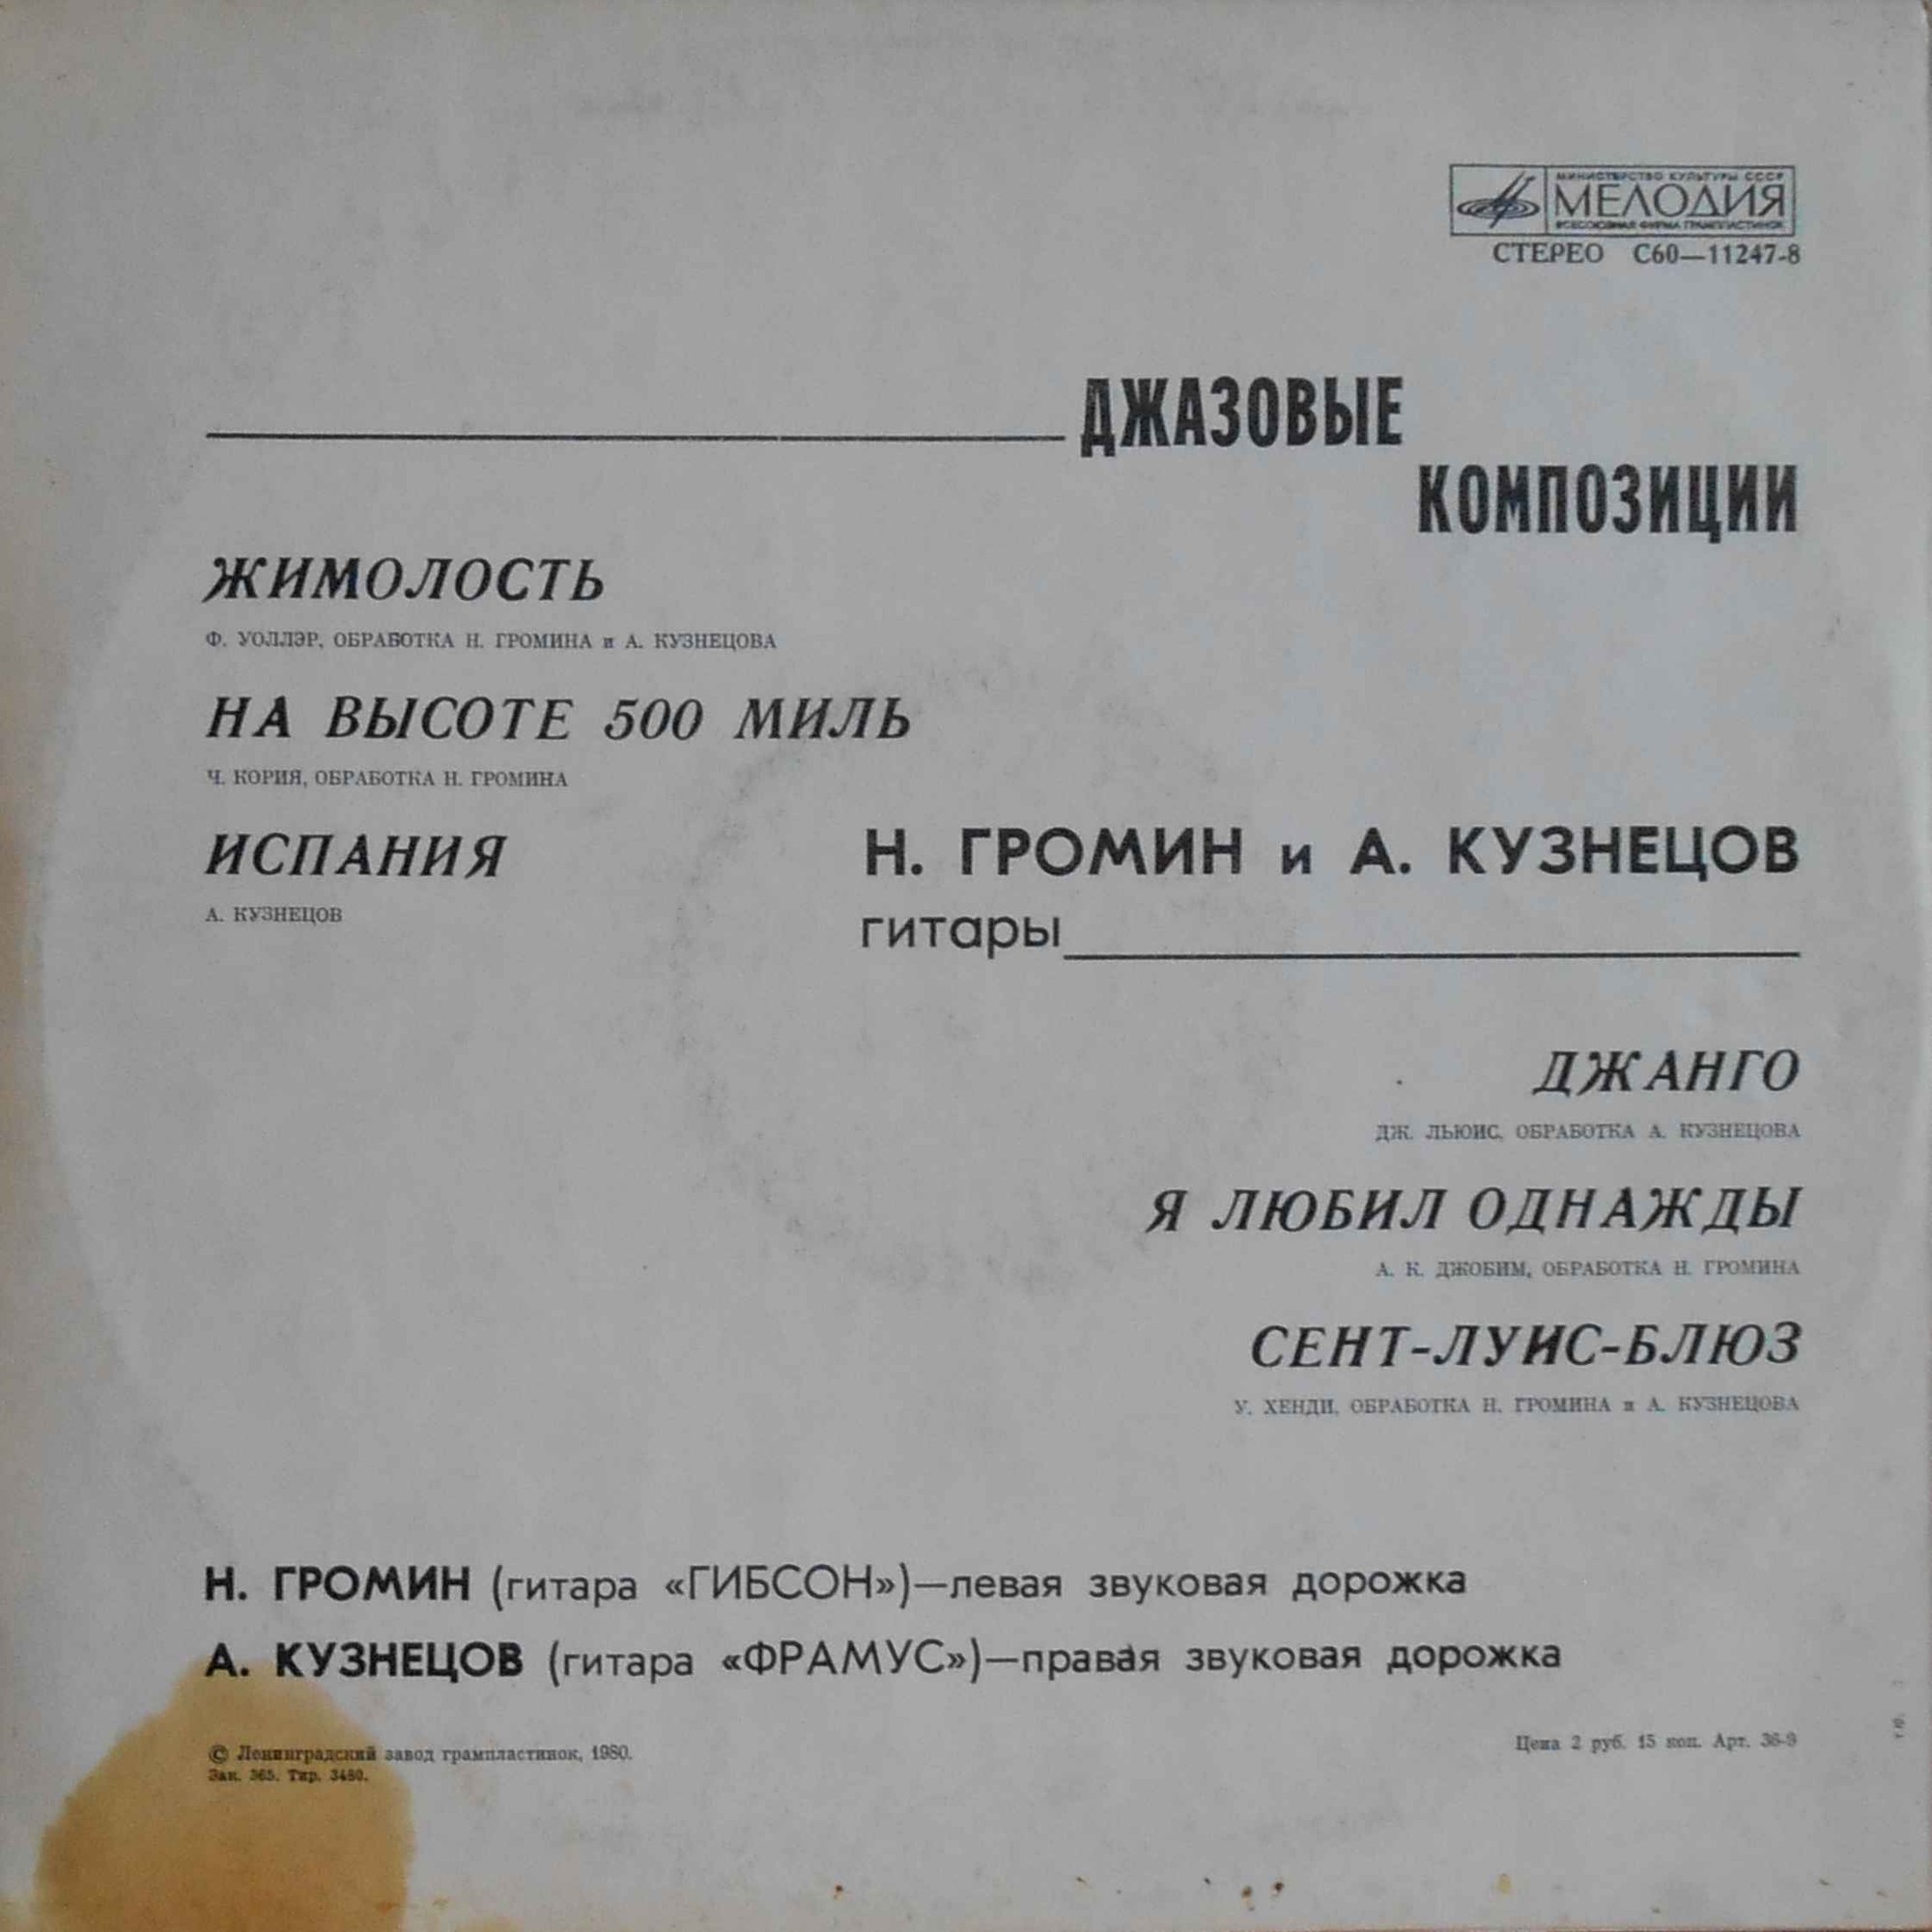 МИНИСТЕРСТВО КУЛЬТУРЫ СССР
МЕЛОДИЯ
ВСЕСОЮЗНАЯ ФИРМА ГРАМПЛАСТИНОК
СТЕРЕО С60—11247-8
ДЖАЗОВЫЕ
КОМПОЗИЦИИ
ЖИМОЛОСТЬ
Ф. УОЛЛЭР, ОБРАБОТКА Н. ГРОМИНА и А. КУЗНЕЦОВА
НА ВЫСОТЕ 500 МИЛЬ
Ч. КОРИЯ, ОБРАБОТКА Н. ГРОМИНА
ИСПАНИЯ
А. КУЗНЕЦОВ
Н. ГРОМИН и А. КУЗНЕЦОВ
гитары
ДЖАНГО
ДЖ. ЛЬЮИС, ОБРАБОТКА А. КУЗНЕЦОВА
Я ЛЮБИЛ ОДНАЖДЫ
А. К. ДЖОБИМ, ОБРАБОТКА Н. ГРОМИНА
СЕНТ-ЛУИС-БЛЮЗ
У. ХЕНДИ, ОБРАБОТКА Н. ГРОМИНА и А. КУЗНЕЦОВА
Н. ГРОМИН (гитара «ГИБСОН»)—левая звуковая дорожка
А. КУЗНЕЦОВ (гитара «ФРАМУС»)—правая звуковая дорожка
© Ленинградский завод грампластинок, 1980.
Зак. 365. Тир. 3480.
Цена 2 руб. 15 коп. Арт. 36-9